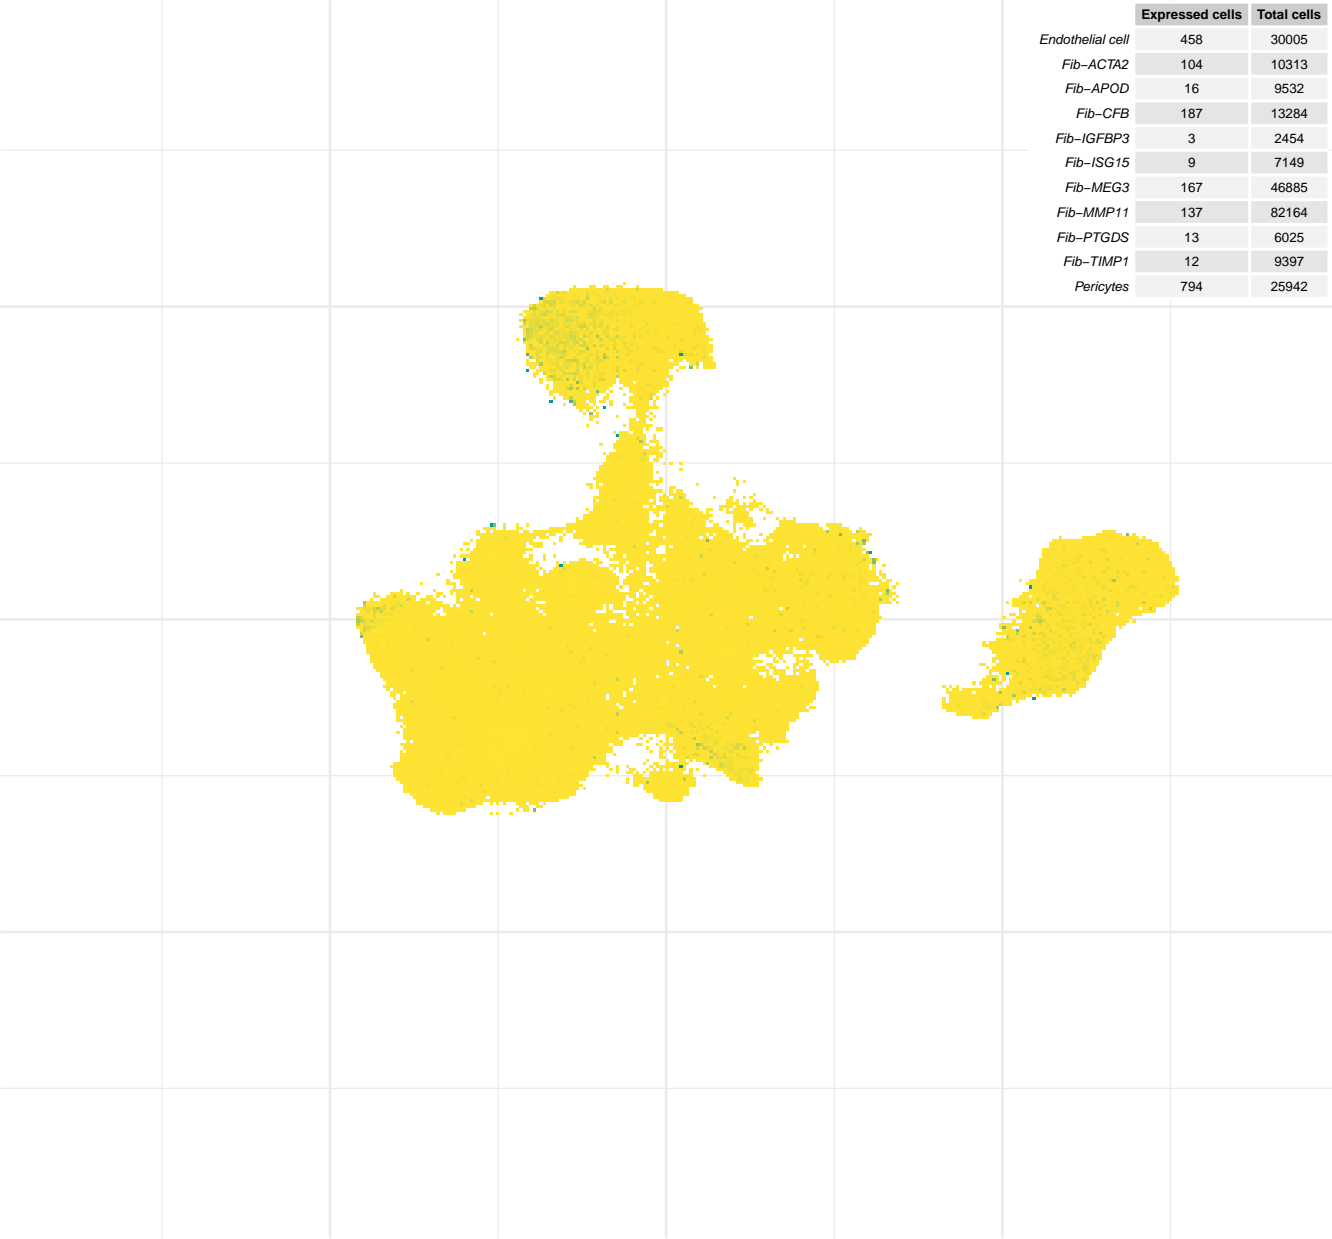 Expressed cells Total cells
Endothelial cell 458 30005
Fib−ACTA2 104 10313
Fib−APOD 16 9532
Fib−CFB 187 13284
Fib−IGFBP3 3 2454
Fib−ISG15 9 7149
Fib−MEG3 167 46885
Fib−MMP11 137 82164
Fib−PTGDS 13 6025
Fib−TIMP1 12 9397
Pericytes 794 25942